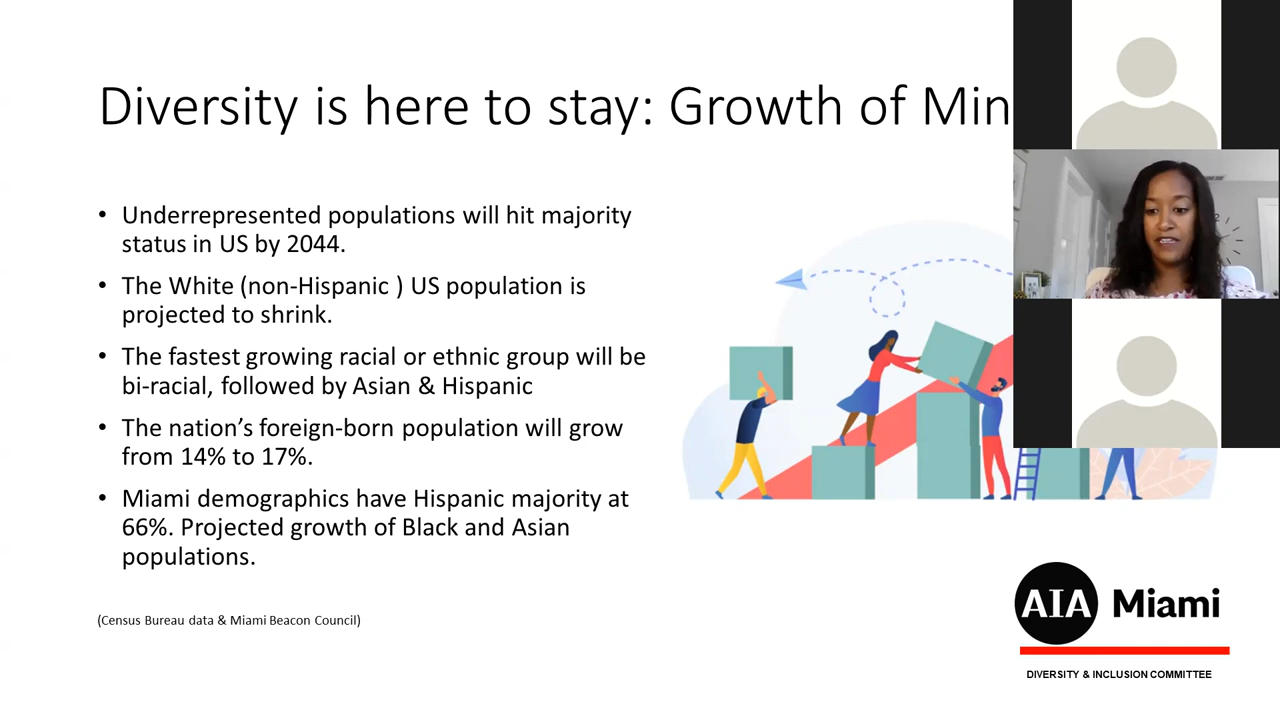 Diversity is here to stay: Growth of Min
• Underrepresented populations will hit majority
status in US by 2044.
• The White (non-Hispanic ) US population is
projected to shrink.
• The fastest growing racial or ethnic group will be
bi-racial, followed by Asian & Hispanic
• The nation’s foreign-born population will grow
from 14% to 17%.
• Miami demographics have Hispanic majority at
66%. Projected growth of Black and Asian
populations.
(Census Bureau data & Miami Beacon Council)
AIA Miami
DIVERSITY & INCLUSION COMMITTEE